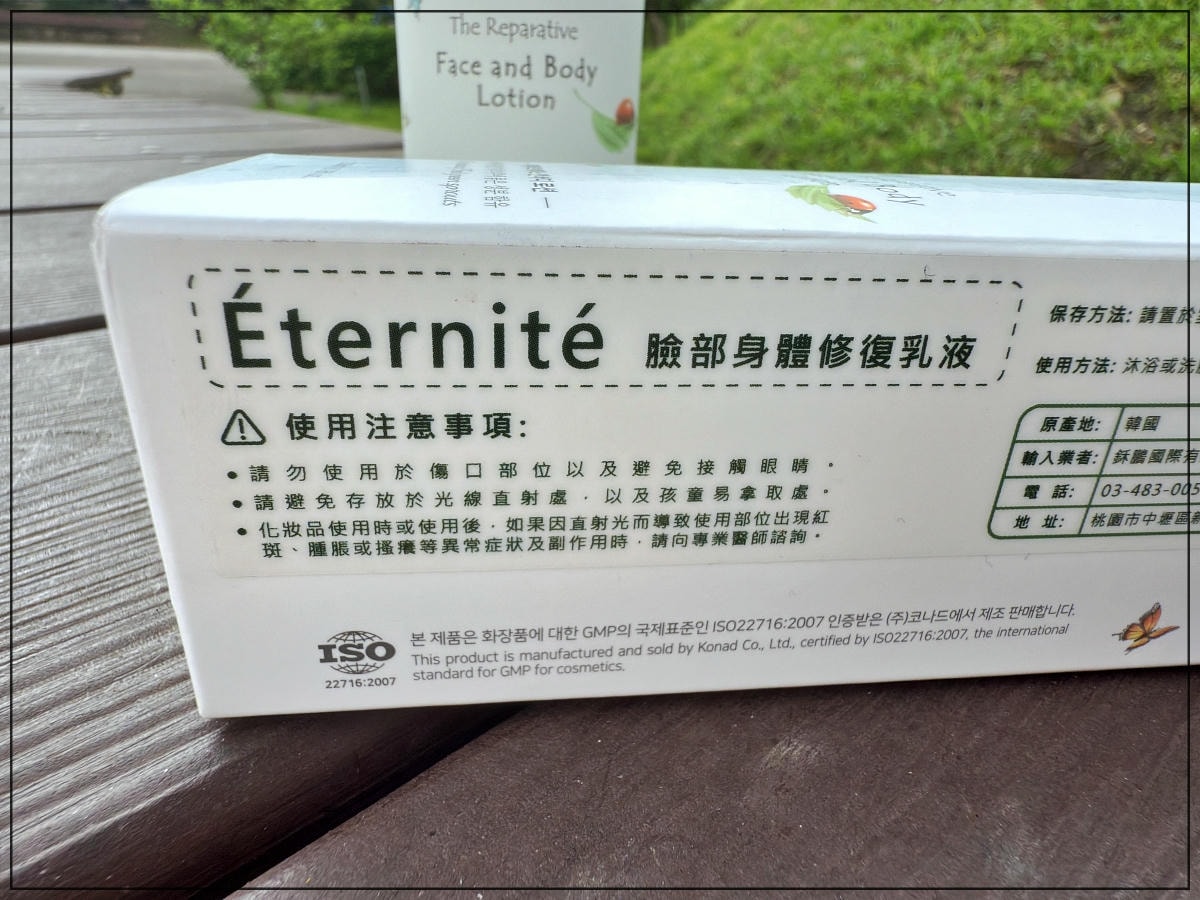 The Reparative
Face and Body
Lotion
Éternité 臉部身體修復乳液
使用注意事項:
• 請勿使用於傷口部位以及避免接觸眼睛。
• 請避免存放於光線直射處，以及孩童易拿取處。
• 化妝品使用時或使用後，如果因直射光而導致使用部位出現紅
斑、腫脹或搔癢等異常症狀及副作用時，請向專業醫師諮詢。
保存方法: 請置於
使用方法: 沐浴或洗
原產地: 韓國
輸入業者: 鉌鵬國際有
電 話: 03-483-005
地 址: 桃園市中壢區
ISO
22716:2007
본 제품은 화장품에 대한 GMP의 국제표준인 ISO22716:2007 인증받은 (주)코나드에서 제조 판매합니다.
This product is manufactured and sold by Konad Co., Ltd., certified by ISO22716:2007, the international
standard for GMP for cosmetics.